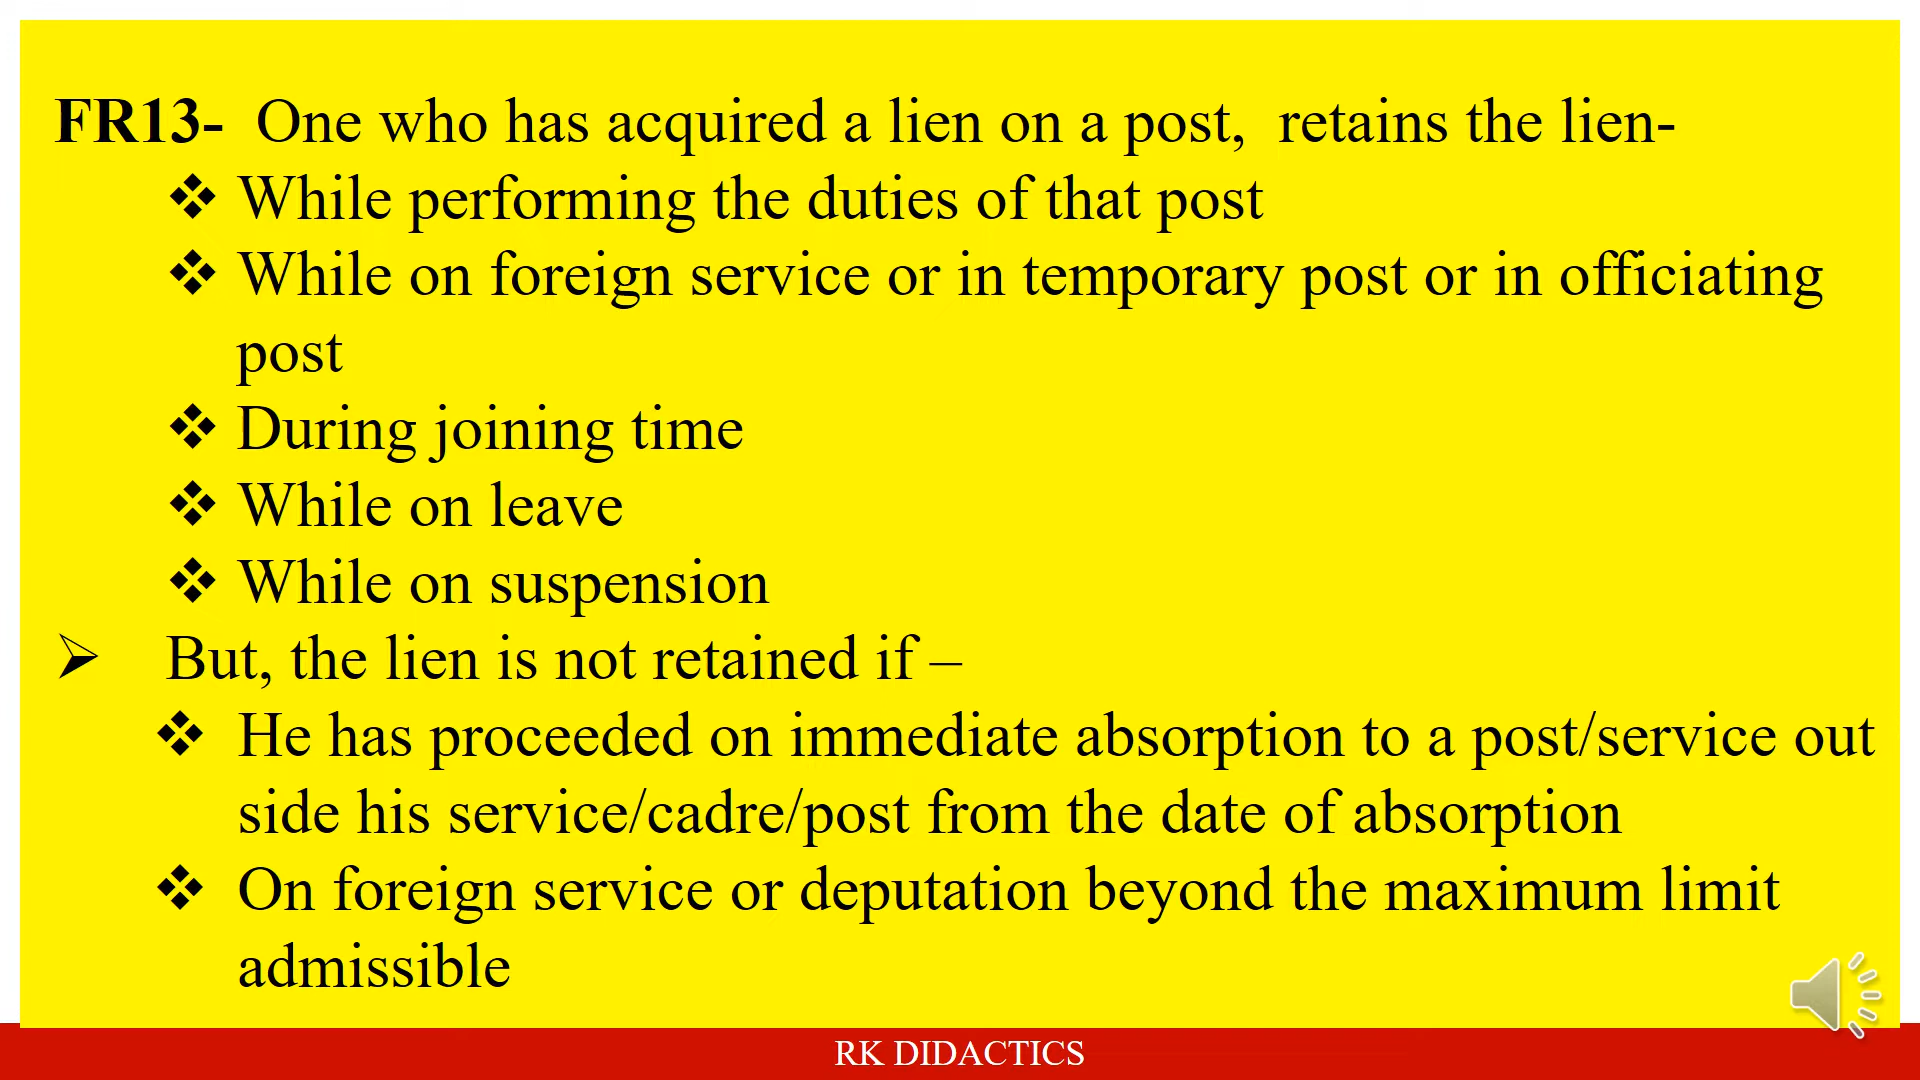 FR13- One who has acquired a lien on a post, retains the lien-
❖ While performing the duties of that post
❖ While on foreign service or in temporary post or in officiating
post
❖ During joining time
❖ While on leave
❖ While on suspension
➢ But, the lien is not retained if –
❖ He has proceeded on immediate absorption to a post/service out
side his service/cadre/post from the date of absorption
❖ On foreign service or deputation beyond the maximum limit
admissible
RK DIDACTICS